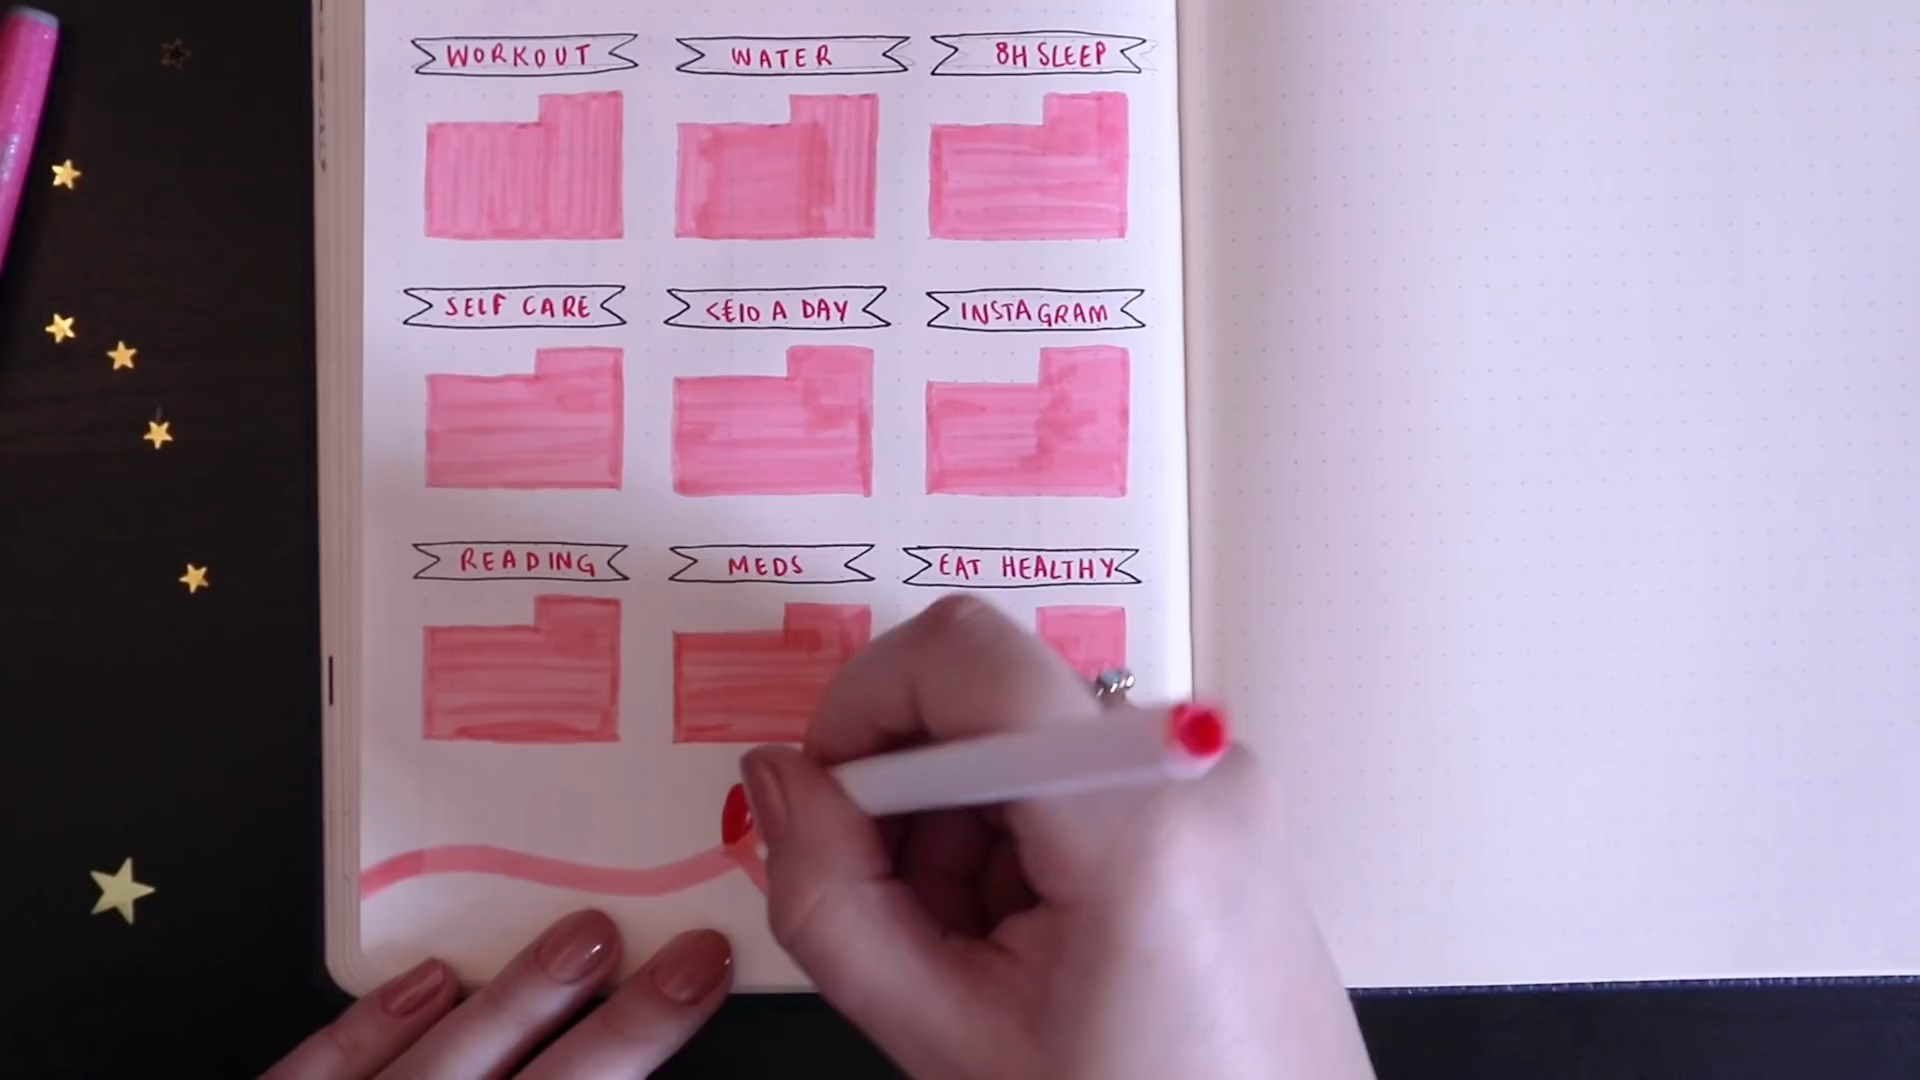 WORKOUT
WATER
8H SLEEP
SELF CARE
<€10 A DAY
INSTAGRAM
READING
MEDS
EAT HEALTHY